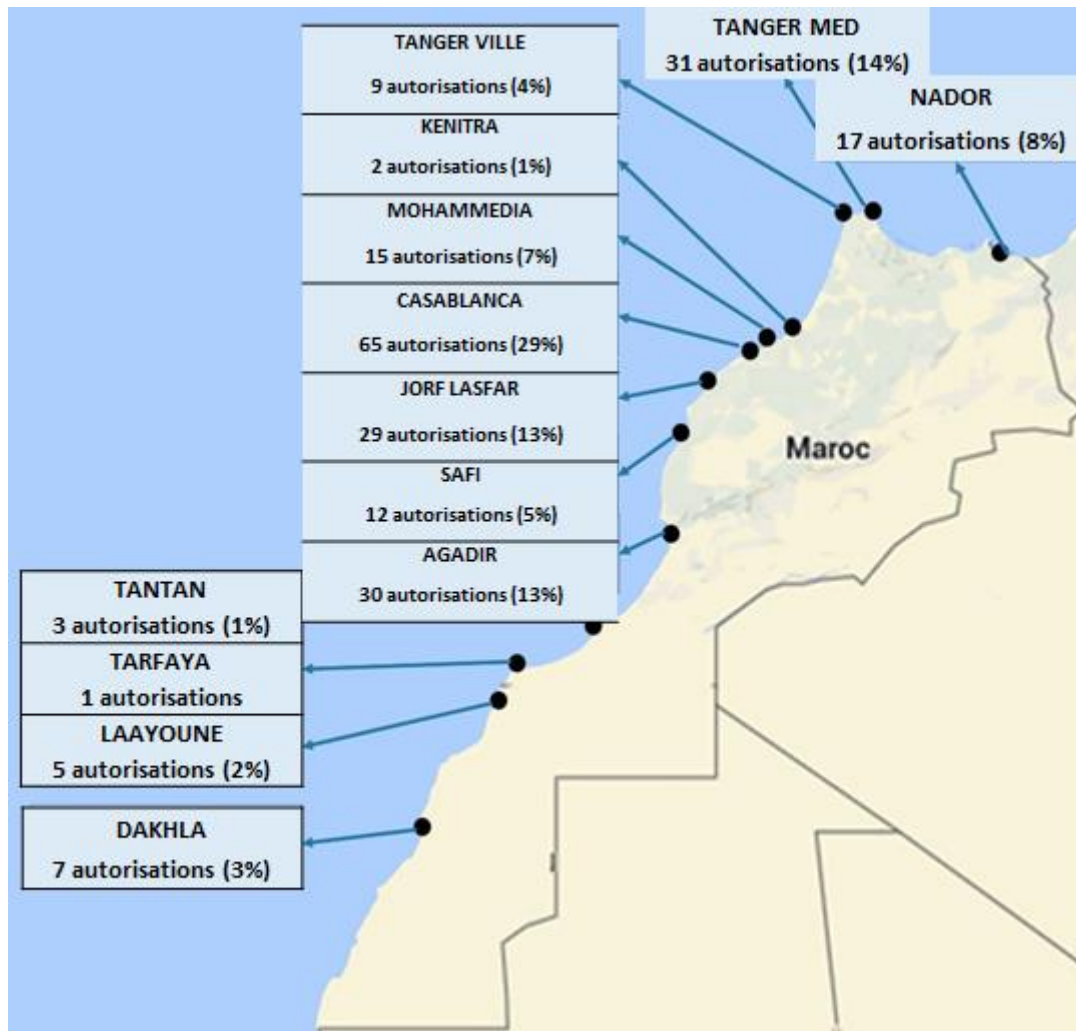 TANGER VILLE
9 autorisations (4%)
KENITRA
2 autorisations (1%)
MOHAMMEDIA
15 autorisations (7%)
CASABLANCA
65 autorisations (29%)
JORF LASFAR
29 autorisations (13%)
SAFI
12 autorisations (5%)
AGADIR
30 autorisations (13%)
TANGER MED
31 autorisations (14%)
NADOR
17 autorisations (8%)
Maroc
TANTAN
3 autorisations (1%)
TARFAYA
1 autorisations
LAAYOUNE
5 autorisations (2%)
DAKHLA
7 autorisations (3%)